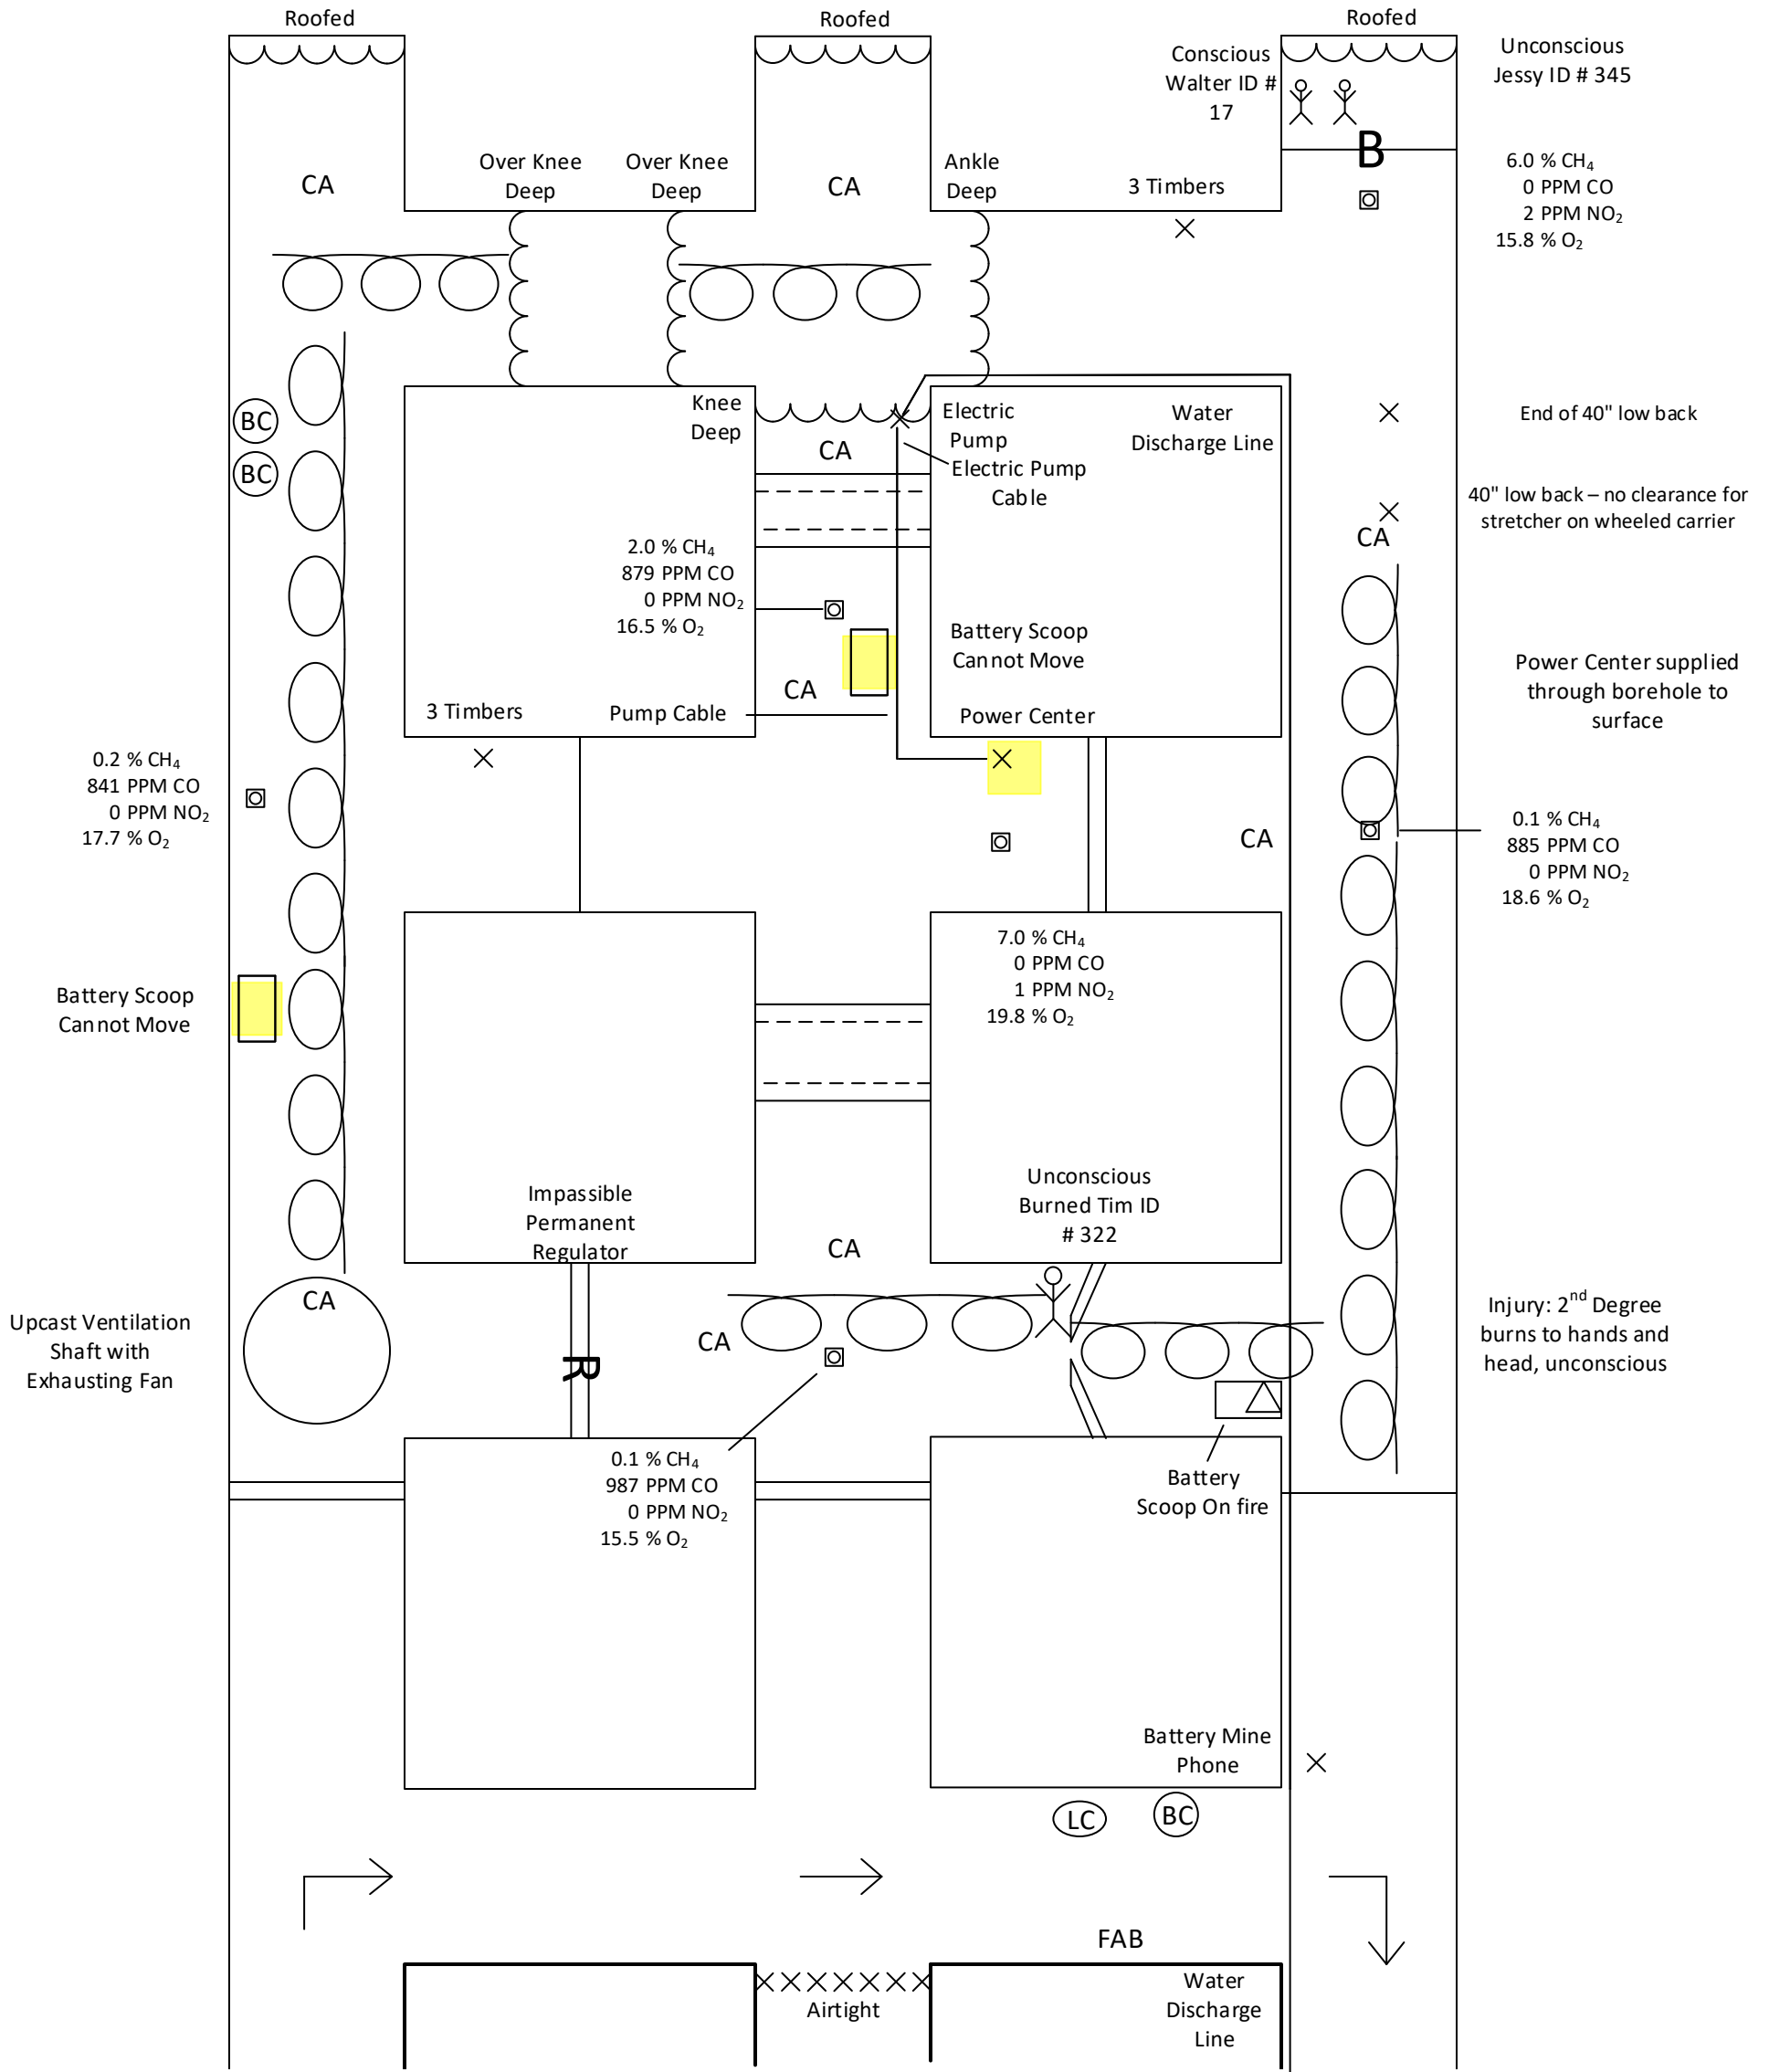 Roofed
Roofed
Roofed
Conscious
Walter ID #
17
Unconscious
Jessy ID # 345
B
CA
Over Knee
Deep
Over Knee
Deep
CA
Ankle
Deep
3 Timbers
6.0 % CH₄
0 PPM CO
2 PPM NO₂
15.8 % O₂
BC
BC
Knee
Deep
CA
Electric
Pump
Electric Pump
Cable
Water
Discharge Line
End of 40" low back
40" low back – no clearance for
stretcher on wheeled carrier
CA
2.0 % CH₄
879 PPM CO
0 PPM NO₂
16.5 % O₂
Battery Scoop
Cannot Move
CA
3 Timbers
Pump Cable
Power Center
Power Center supplied
through borehole to
surface
0.2 % CH₄
841 PPM CO
0 PPM NO₂
17.7 % O₂
CA
0.1 % CH₄
885 PPM CO
0 PPM NO₂
18.6 % O₂
7.0 % CH₄
0 PPM CO
1 PPM NO₂
19.8 % O₂
Battery Scoop
Cannot Move
Impassible
Permanent
Regulator
CA
Unconscious
Burned Tim ID
# 322
Upcast Ventilation
Shaft with
Exhausting Fan
CA
R
CA
Injury: 2nd Degree
burns to hands and
head, unconscious
0.1 % CH₄
987 PPM CO
0 PPM NO₂
15.5 % O₂
Battery
Scoop On fire
Battery Mine
Phone
LC
BC
FAB
Airtight
Water
Discharge
Line